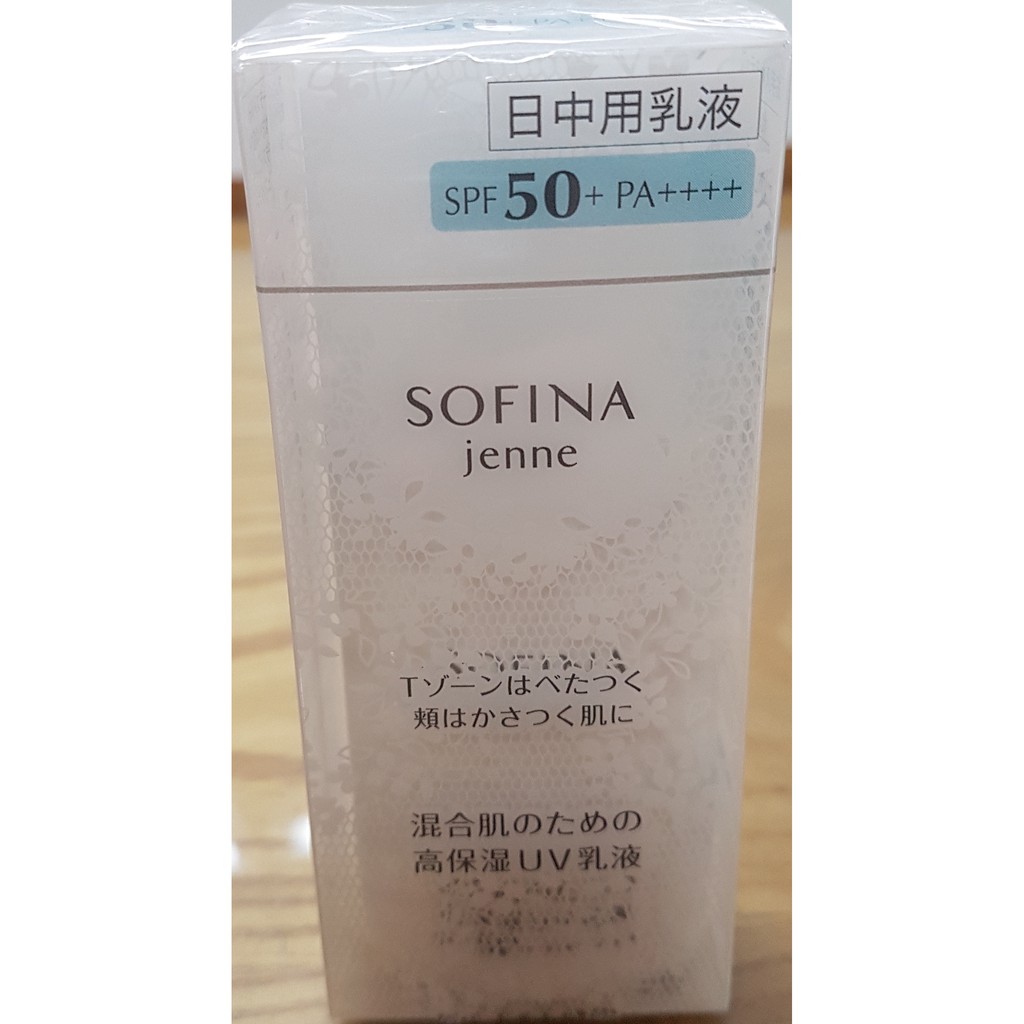 日中用乳液
SPF 50+ PA++++
SOFINA
jenne
Tゾーンはべたつく
頬はかさつく肌に
混合肌のための
高保湿UV乳液